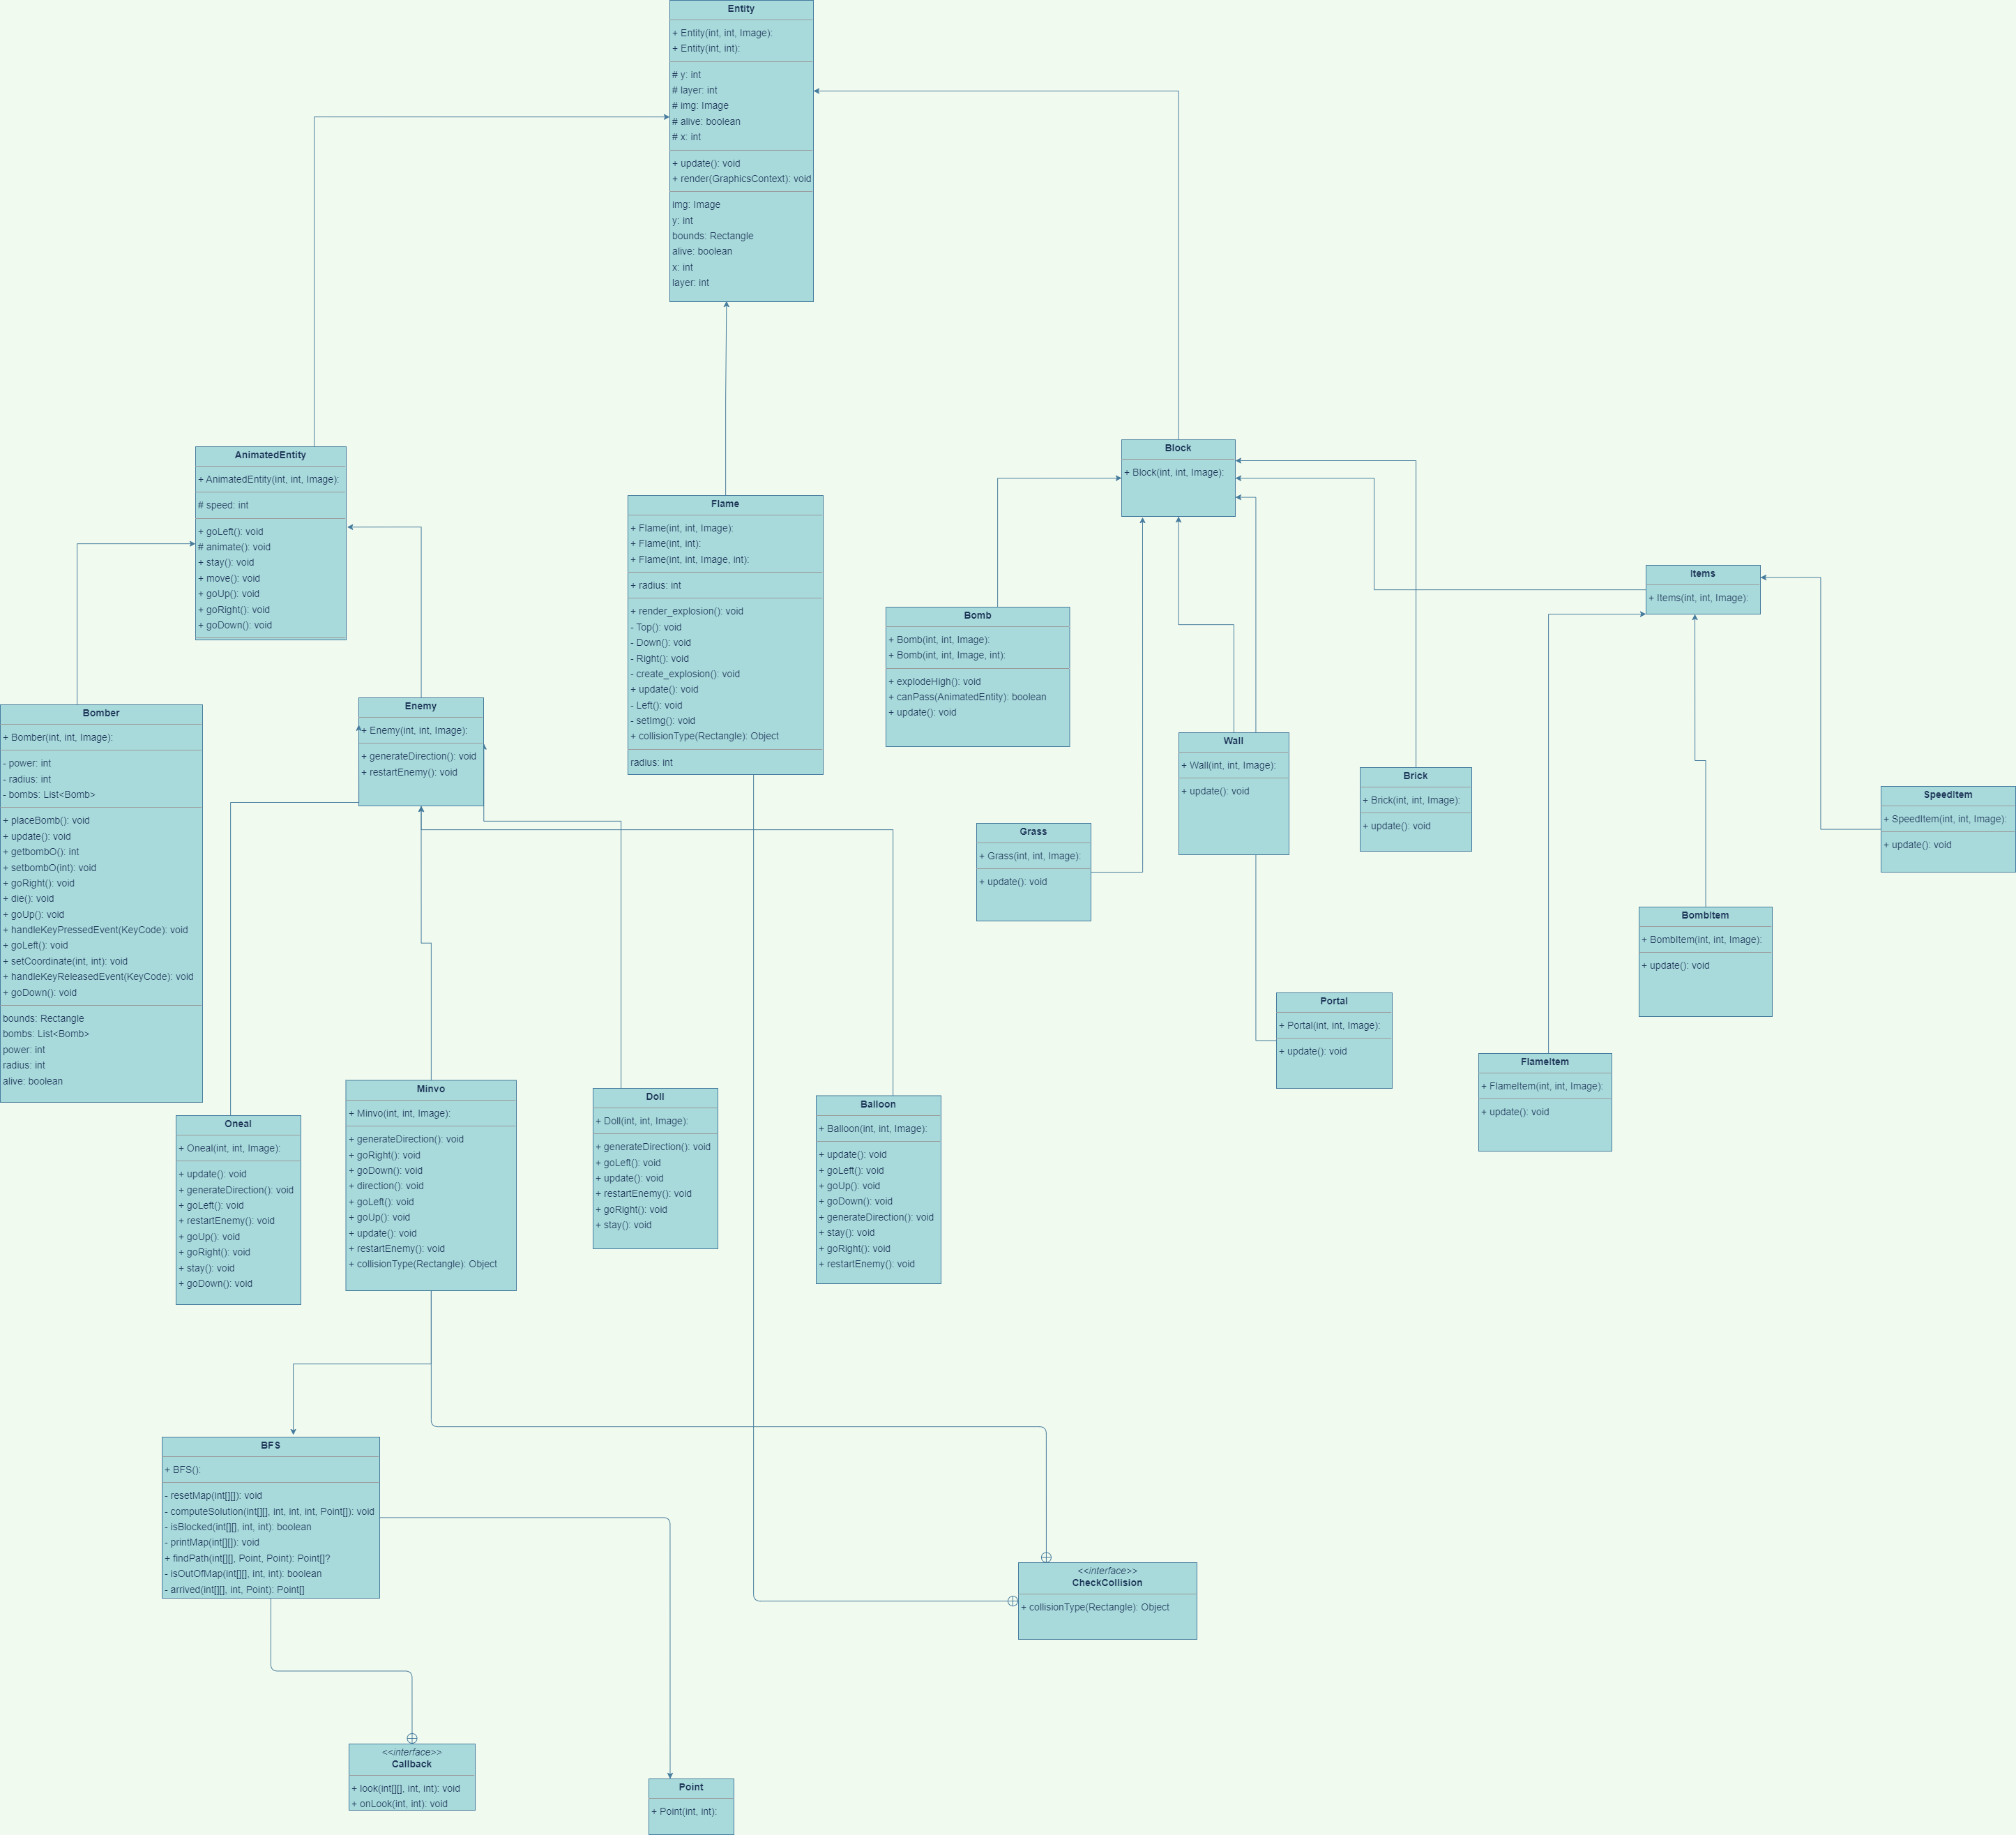 Entity
+ Entity(int, int, Image):
+ Entity(int, int):
# y: int
# layer: int
# img: Image
# alive: boolean
# x: int
+ update(): void
+ render(GraphicsContext): void
img: Image
y: int
bounds: Rectangle
alive: boolean
x: int
layer: int
AnimatedEntity
+ AnimatedEntity(int, int, Image):
# speed: int
+ goLeft(): void
# animate(): void
+ stay(): void
+ move(): void
+ goUp(): void
+ goRight(): void
+ goDown(): void
Flame
+ Flame(int, int, Image):
+ Flame(int, int):
+ Flame(int, int, Image, int):
+ radius: int
+ render_explosion(): void
- Top(): void
- Down(): void
- Right(): void
- create_explosion(): void
+ update(): void
- Left(): void
- setImg(): void
+ collisionType(Rectangle): Object
radius: int
Block
+ Block(int, int, Image):
Items
+ Items(int, int, Image):
Bomb
+ Bomb(int, int, Image):
+ Bomb(int, int, Image, int):
+ explodeHigh(): void
+ canPass(AnimatedEntity): boolean
+ update(): void
Bomber
+ Bomber(int, int, Image):
- power: int
- radius: int
- bombs: List<Bomb>
+ placeBomb(): void
+ update(): void
+ getbombO(): int
+ setbombO(int): void
+ goRight(): void
+ die(): void
+ goUp(): void
+ handleKeyPressedEvent(KeyCode): void
+ goLeft(): void
+ setCoordinate(int, int): void
+ handleKeyReleasedEvent(KeyCode): void
+ goDown(): void
bounds: Rectangle
bombs: List<Bomb>
power: int
radius: int
alive: boolean
Enemy
+ Enemy(int, int, Image):
+ generateDirection(): void
+ restartEnemy(): void
Wall
+ Wall(int, int, Image):
+ update(): void
Brick
+ Brick(int, int, Image):
+ update(): void
SpeedItem
+ SpeedItem(int, int, Image):
+ update(): void
Grass
+ Grass(int, int, Image):
+ update(): void
BombItem
+ BombItem(int, int, Image):
+ update(): void
Portal
+ Portal(int, int, Image):
+ update(): void
FlameItem
+ FlameItem(int, int, Image):
+ update(): void
Oneal
+ Oneal(int, int, Image):
+ update(): void
+ generateDirection(): void
+ goLeft(): void
+ restartEnemy(): void
+ goUp(): void
+ goRight(): void
+ stay(): void
+ goDown(): void
Minvo
+ Minvo(int, int, Image):
+ generateDirection(): void
+ goRight(): void
+ goDown(): void
+ direction(): void
+ goLeft(): void
+ goUp(): void
+ update(): void
+ restartEnemy(): void
+ collisionType(Rectangle): Object
Doll
+ Doll(int, int, Image):
+ generateDirection(): void
+ goLeft(): void
+ update(): void
+ restartEnemy(): void
+ goRight(): void
+ stay(): void
Balloon
+ Balloon(int, int, Image):
+ update(): void
+ goLeft(): void
+ goUp(): void
+ goDown(): void
+ generateDirection(): void
+ stay(): void
+ goRight(): void
+ restartEnemy(): void
BFS
+ BFS():
- resetMap(int[][]): void
- computeSolution(int[][], int, int, int, Point[]): void
- isBlocked(int[][], int, int): boolean
- printMap(int[][]): void
+ findPath(int[][], Point, Point): Point[]?
- isOutOfMap(int[][], int, int): boolean
- arrived(int[][], int, Point): Point[]
<<interface>>
CheckCollision
+ collisionType(Rectangle): Object
<<interface>>
Callback
+ look(int[][], int, int): void
+ onLook(int, int): void
Point
+ Point(int, int):